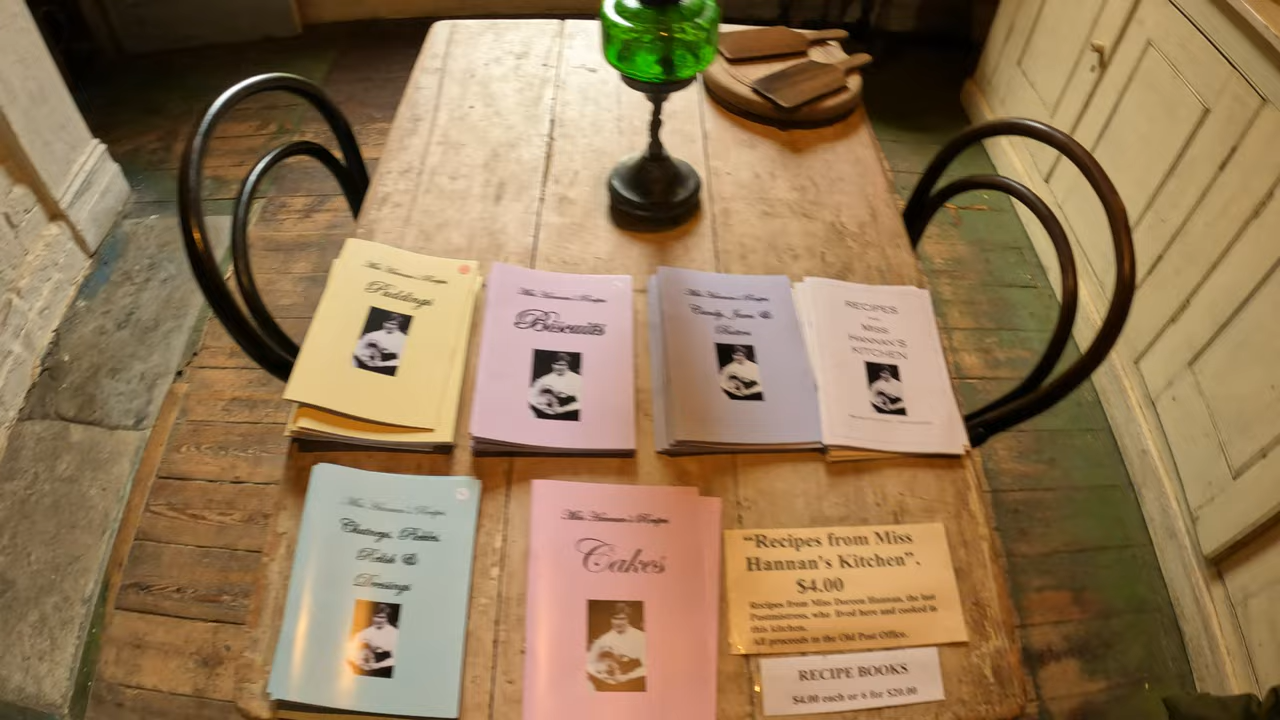 Miss Hannan's Recipes
Puddings
Miss Hannan's Recipes
Biscuits
Miss Hannan's Recipes
Candy, Jams &
Butters
RECIPES
MISS
HANNAN'S
KITCHEN
Miss Hannan's Recipes
Chutneys, Pickles,
Relish &
Dressings
Miss Hannan's Recipes
Cakes
"Recipes from Miss
Hannan's Kitchen".
$4.00
Recipes from Miss Doreen Hannan, the last
Postmistress, who lived here and cooked in
this kitchen.
All proceeds to the Old Post Office.
RECIPE BOOKS
$4.00 each or 6 for $20.00